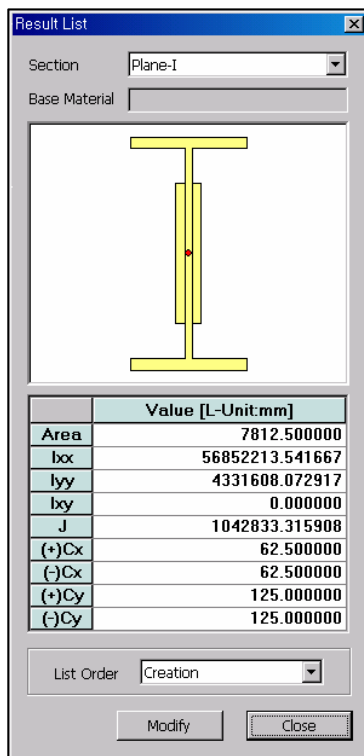 Result List
Section Plane-I
Base Material
Value [L-Unit:mm]
Area 7812.500000
Ixx 56852213.541667
Iyy 4331608.072917
Ixy 0.000000
J 1042833.315908
(+)Cx 62.500000
(-)Cx 62.500000
(+)Cy 125.000000
(-)Cy 125.000000
List Order Creation
Modify Close